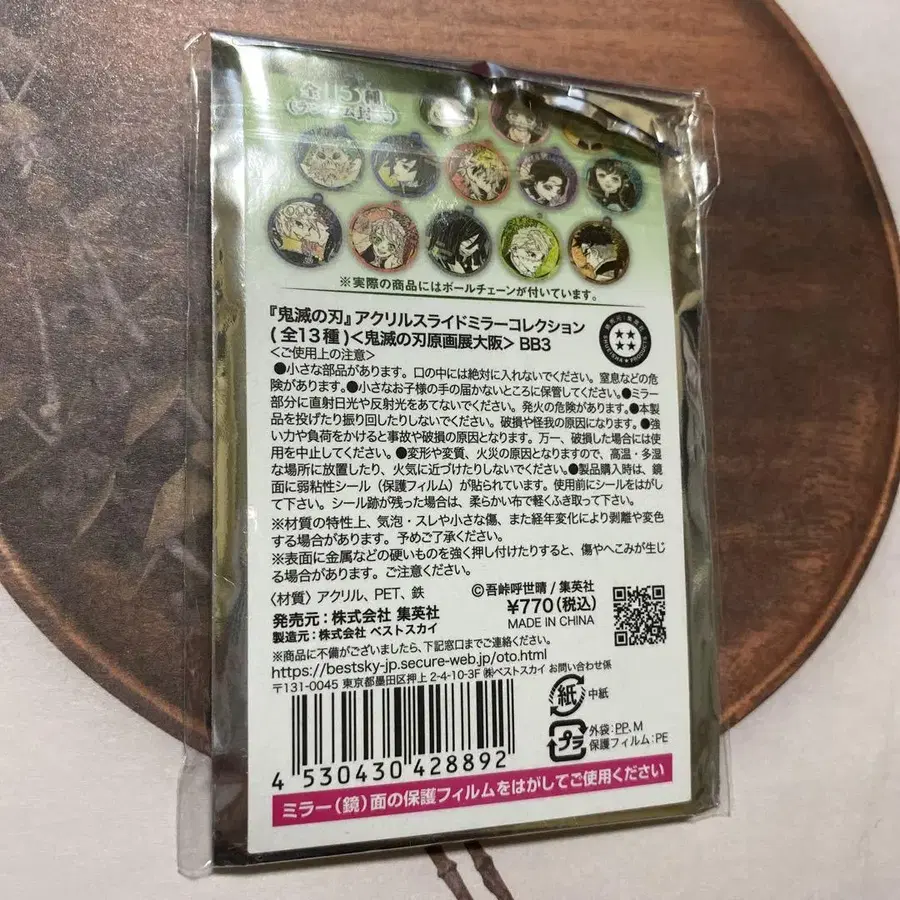 全13種
※実際の商品にはボールチェーンが付いています。
『鬼滅の刃』アクリルスライドミラーコレクション
(全13種)<鬼滅の刃原画展大阪> BB3
<ご使用上の注意>
●小さな部品があります。口の中には絶対に入れないでください。窒息などの危
険があります。●小さなお子様の手の届かないところに保管してください。●ミラー
部分に直射日光や反射光をあてないでください。発火の危険があります。●本製
品を投げたり振り回したりしないでください。破損や怪我の原因になります。●強
い力や負荷をかけると事故や破損の原因となります。万一、破損した場合には使
用を中止してください。●変形や変質、火災の原因となりますので、高温・多湿
な場所に放置したり、火気に近づけたりしないでください。●製品購入時は、鏡
面に弱粘性シール（保護フィルム）が貼られています。使用前にシールをはがし
て下さい。シール跡が残った場合は、柔らかい布で軽くふき取って下さい。
※材質の特性上、気泡・スレや小さな傷、また経年変化により剥離や変色
する場合があります。予めご了承ください。
※表面に金属などの硬いものを強く押し付けたりすると、傷やへこみが生じ
る場合があります。ご注意ください。
〈材質〉アクリル、PET、鉄
©吾峠呼世晴/集英社
¥770(税込)
MADE IN CHINA
発売元：株式会社 集英社
製造元：株式会社 ベストスカイ
※商品に不備がございましたら、下記窓口までご連絡ください。
https://bestsky-jp.secure-web.jp/oto.html
〒131-0045 東京都墨田区押上 2-4-10-3F ㈱ベストスカイ お問い合わせ係
紙 中紙
プラ 外袋：PP、M
保護フィルム：PE
4 530430 428892
ミラー（鏡）面の保護フィルムをはがしてご使用ください